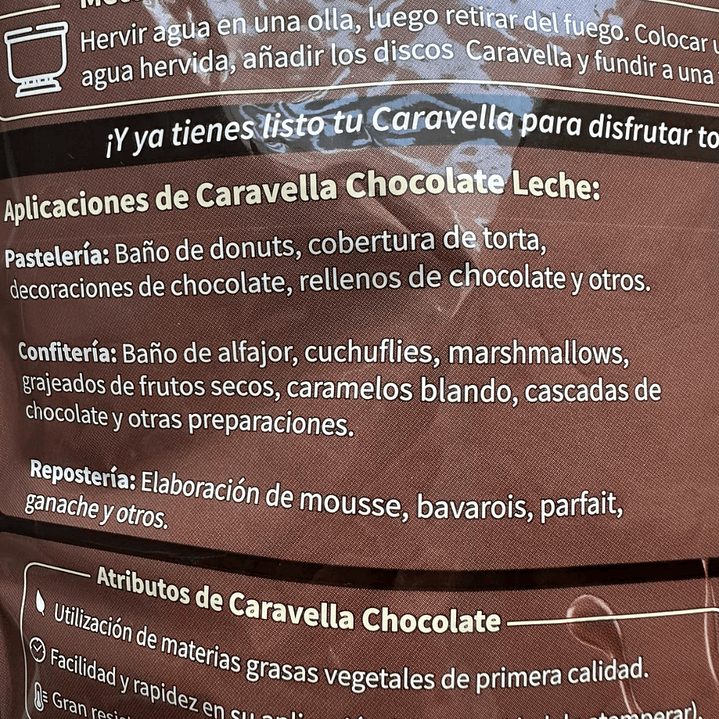 Hervir agua en una olla, luego retirar del fuego. Colocar
agua hervida, añadir los discos Caravella y fundir a una
¡Y ya tienes listo tu Caravella para disfrutar
Aplicaciones de Caravella Chocolate Leche:
Pastelería: Baño de donuts, cobertura de torta,
decoraciones de chocolate, rellenos de chocolate y otros.
Confitería: Baño de alfajor, cuchuflies, marshmallows,
grajeados de frutos secos, caramelos blando, cascadas de
chocolate y otras preparaciones.
Repostería: Elaboración de mousse, bavarois, parfait,
ganache y otros.
Atributos de Caravella Chocolate
Utilización de materias grasas vegetales de primera calidad.
Facilidad y rapidez en su
Gran